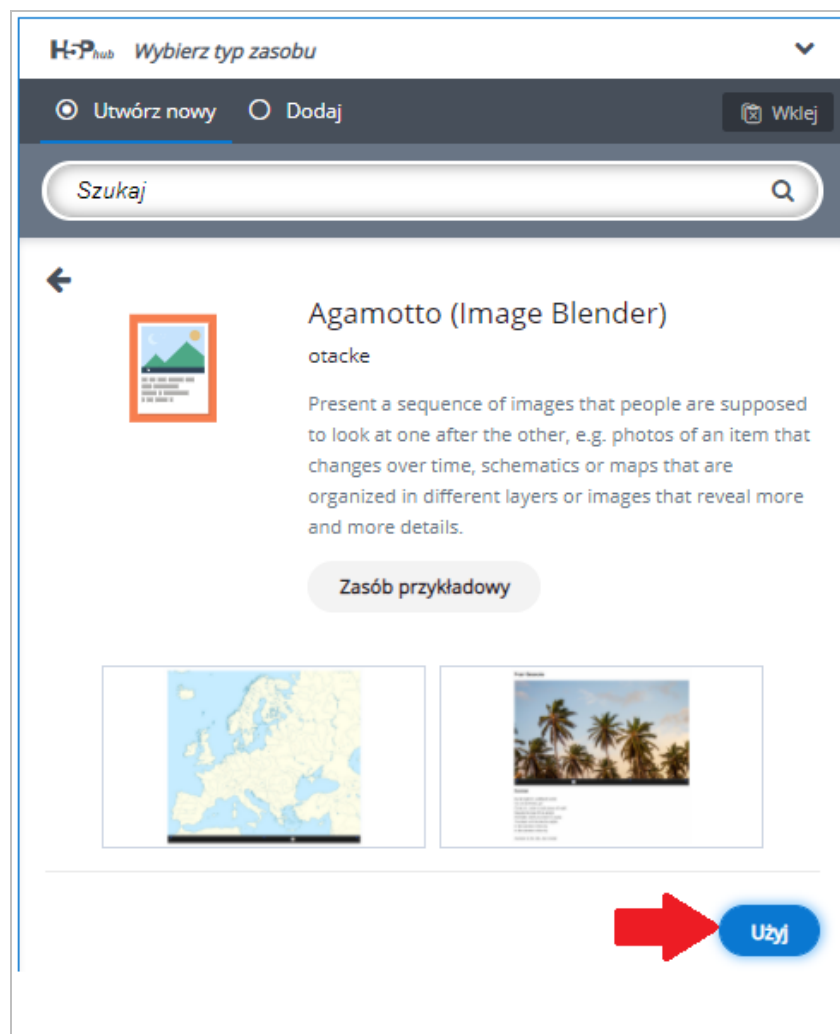 H5Phub Wybierz typ zasobu
Utwórz nowy Dodaj Wklej
Szukaj
Agamotto (Image Blender)
otacke
Present a sequence of images that people are supposed
to look at one after the other, e.g. photos of an item that
changes over time, schematics or maps that are
organized in different layers or images that reveal more
and more details.
Zasób przykładowy
Użyj